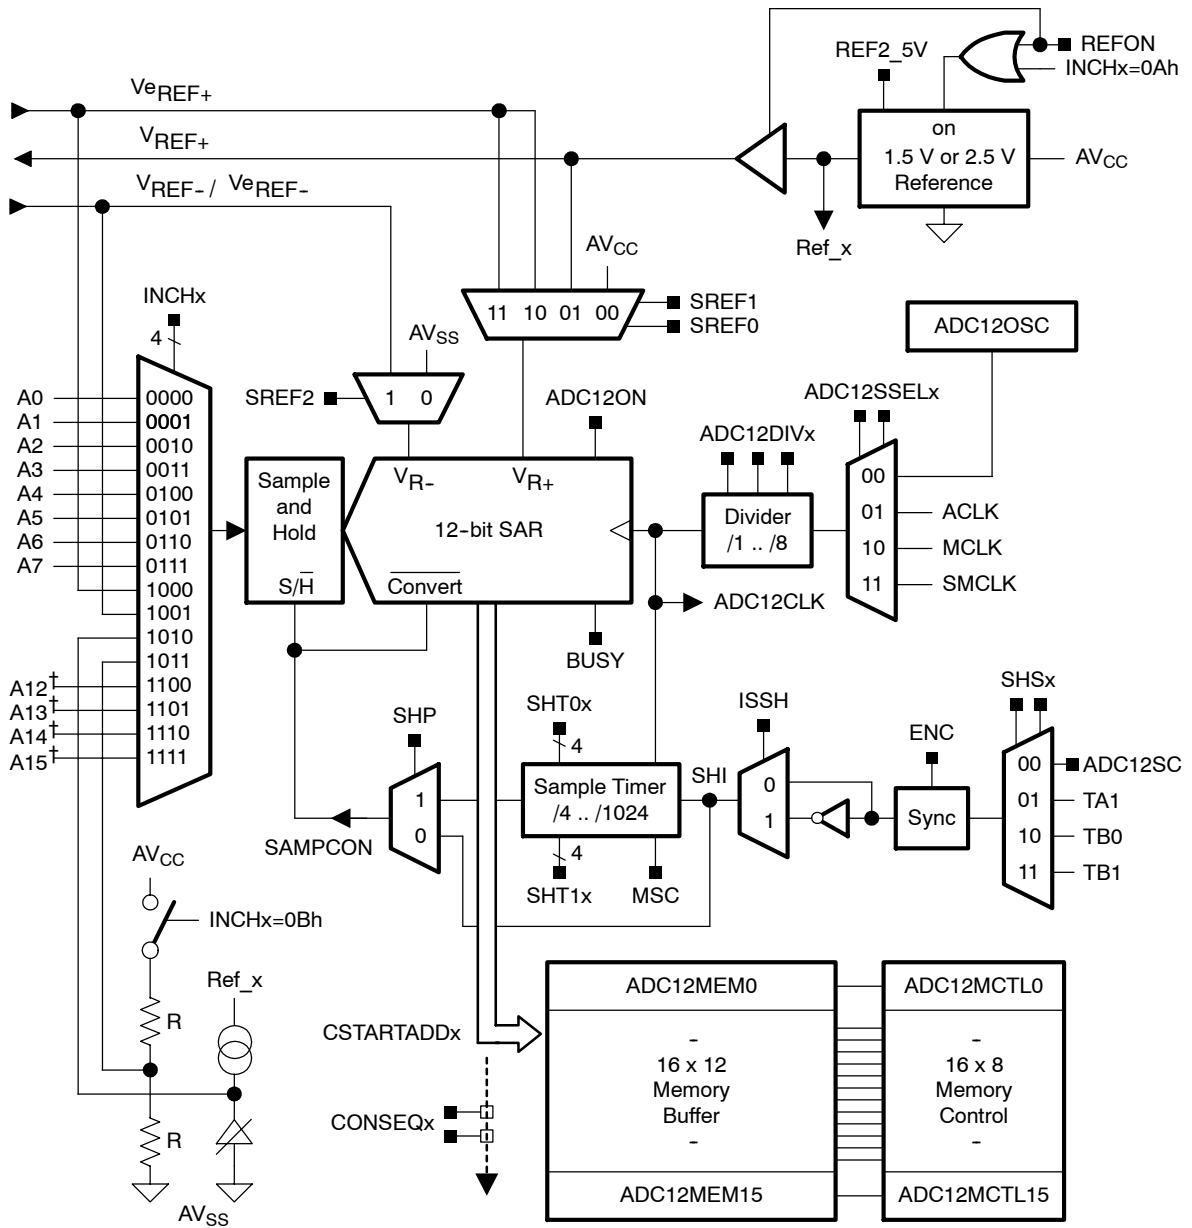 REF2_5V
REFON
INCHx=0Ah
VeREF+
VREF+
on
1.5 V or 2.5 V
Reference
AVCC
VREF- / VeREF-
Ref_x
AVCC
INCHx
4
11 10 01 00
SREF1
SREF0
ADC12OSC
AVSS
SREF2
1 0
ADC12ON
ADC12SSELx
ADC12DIVx
A0
A1
A2
A3
A4
A5
A6
A7
A12†
A13†
A14†
A15†
0000
0001
0010
0011
0100
0101
0110
0111
1000
1001
1010
1011
1100
1101
1110
1111
Sample
and
Hold
S/H̅
VR-
VR+
12-bit SAR
Convert
BUSY
Divider
/1 .. /8
00
01
10
11
ACLK
MCLK
SMCLK
ADC12CLK
SHP
1
0
SAMPCON
SHT0x
4
Sample Timer
/4 .. /1024
4
SHT1x
MSC
SHI
ISSH
0
1
ENC
Sync
SHSx
00
01
10
11
ADC12SC
TA1
TB0
TB1
AVCC
INCHx=0Bh
Ref_x
R
R
AVSS
CSTARTADDx
CONSEQx
ADC12MEM0
-
16 x 12
Memory
Buffer
-
ADC12MEM15
ADC12MCTL0
-
16 x 8
Memory
Control
-
ADC12MCTL15